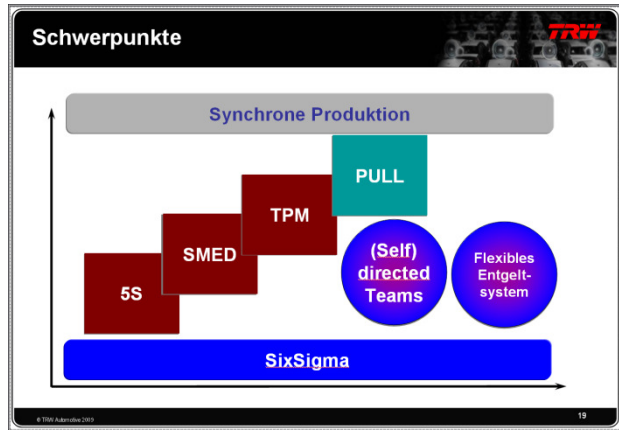 Schwerpunkte
TRW
Synchrone Produktion
PULL
TPM
SMED
5S
(Self)
directed
Teams
Flexibles
Entgelt-
system
SixSigma
© TRW Automotive 2009
19